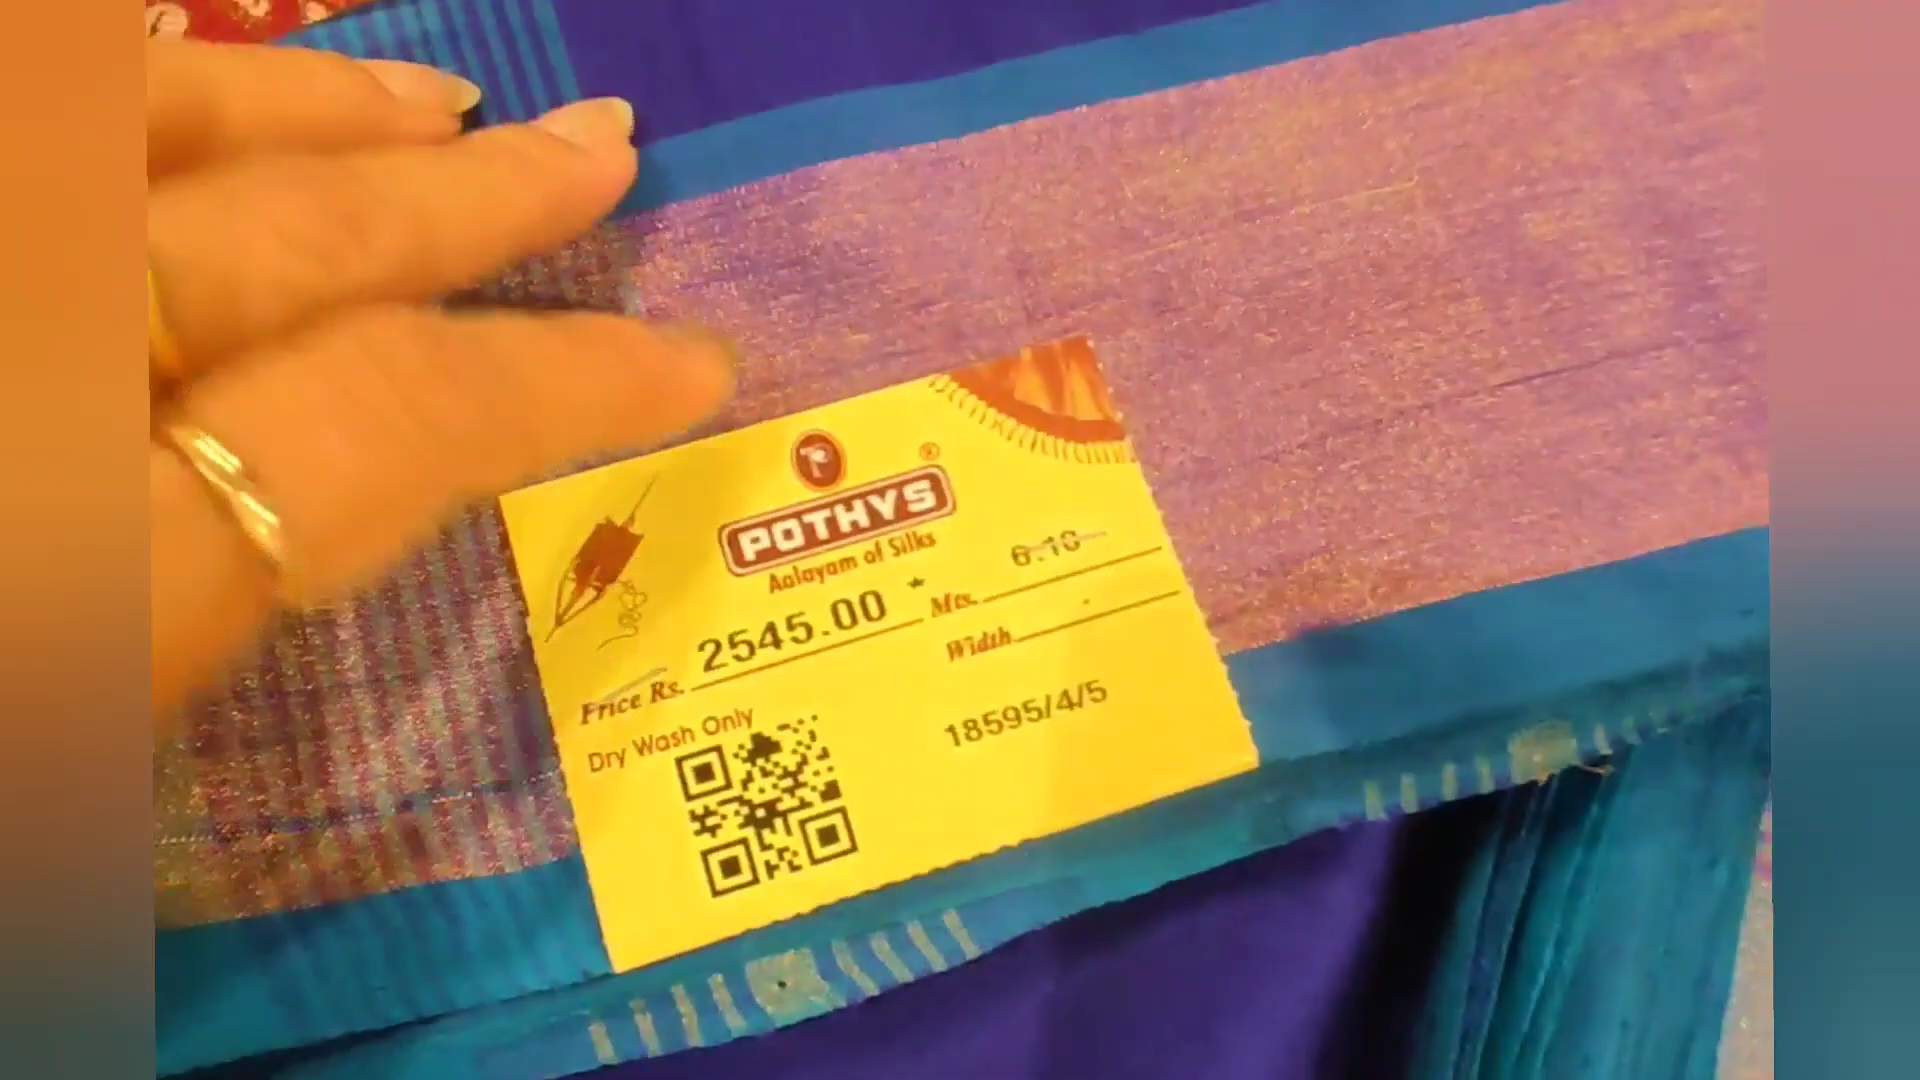 POTHYS ®
Aalayam of Silks
Price Rs. 2545.00 * Mts. 6.10
Width
Dry Wash Only
18595/4/5